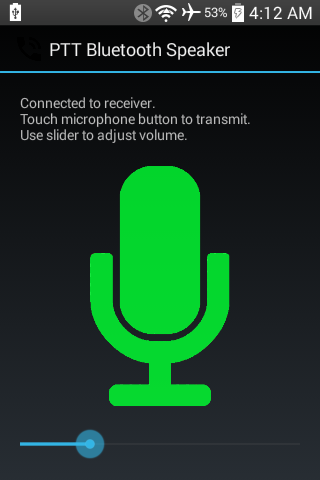 53% 4:12 AM
PTT Bluetooth Speaker
Connected to receiver.
Touch microphone button to transmit.
Use slider to adjust volume.